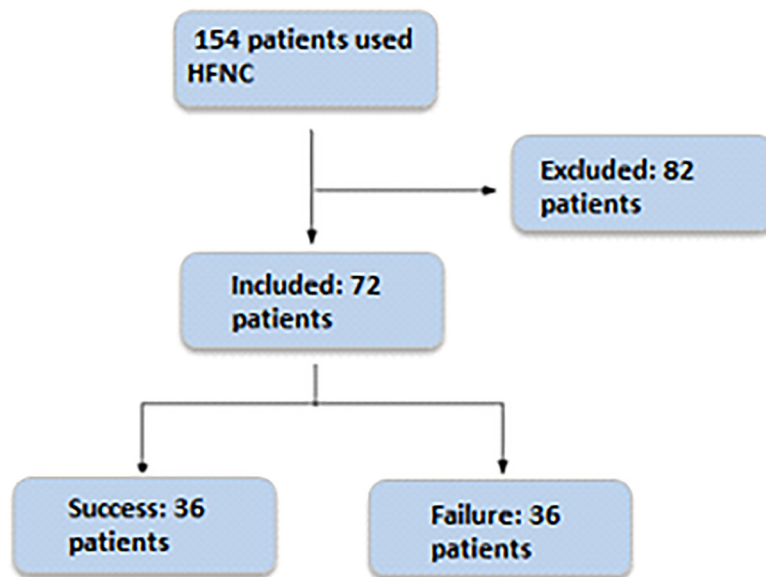 154 patients used
HFNC
Excluded: 82
patients
Included: 72
patients
Success: 36
patients
Failure: 36
patients